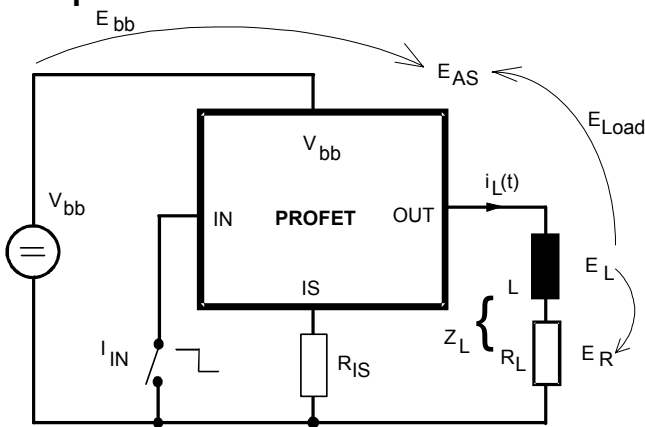 E bb
E AS
E Load
V bb
V bb
i L (t)
IN
PROFET
OUT
IS
L
E L
Z L
{
R L
E R
I IN
R IS